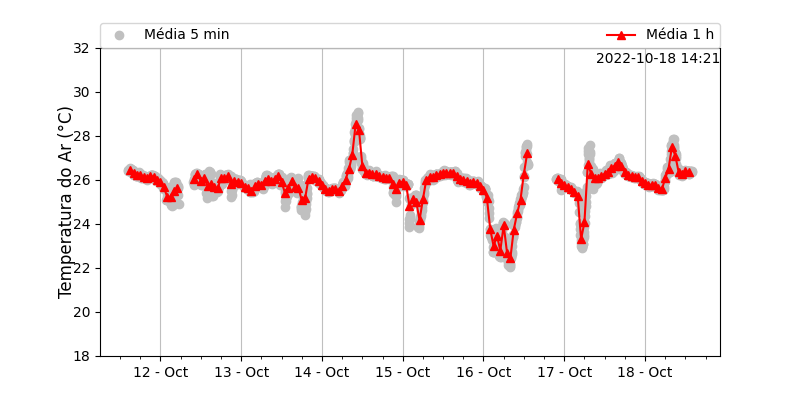 Média 5 min
Média 1 h
2022-10-18 14:21
Temperatura do Ar (°C)
32
30
28
26
24
22
20
18
12 - Oct
13 - Oct
14 - Oct
15 - Oct
16 - Oct
17 - Oct
18 - Oct